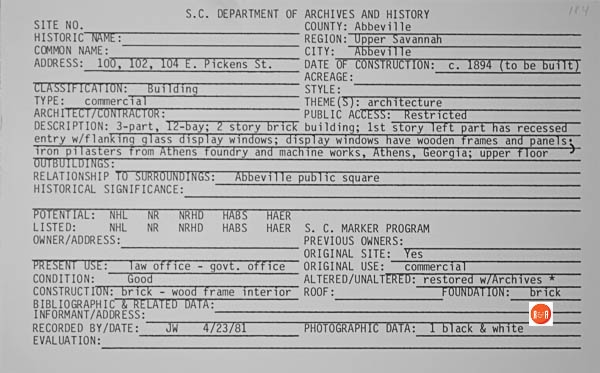 184
S.C. DEPARTMENT OF ARCHIVES AND HISTORY
SITE NO. COUNTY: Abbeville
HISTORIC NAME: REGION: Upper Savannah
COMMON NAME: CITY: Abbeville
ADDRESS: 100, 102, 104 E. Pickens St. DATE OF CONSTRUCTION: c. 1894 (to be built)
ACREAGE:
CLASSIFICATION: Building STYLE:
TYPE: commercial THEME(S): architecture
ARCHITECT/CONTRACTOR: PUBLIC ACCESS: Restricted
DESCRIPTION: 3-part, 12-bay; 2 story brick building; 1st story left part has recessed
entry w/flanking glass display windows; display windows have wooden frames and panels;
iron pilasters from Athens foundry and machine works, Athens, Georgia; upper floor )
OUTBUILDINGS:
RELATIONSHIP TO SURROUNDINGS: Abbeville public square
HISTORICAL SIGNIFICANCE:
POTENTIAL: NHL NR NRHD HABS HAER
LISTED: NHL NR NRHD HABS HAER S. C. MARKER PROGRAM
OWNER/ADDRESS: PREVIOUS OWNERS:
ORIGINAL SITE: Yes
PRESENT USE: law office - govt. office ORIGINAL USE: commercial
CONDITION: Good ALTERED/UNALTERED: restored w/Archives *
CONSTRUCTION: brick - wood frame interior ROOF: FOUNDATION: brick
BIBLIOGRAPHIC & RELATED DATA:
INFORMANT/ADDRESS:
RECORDED BY/DATE: JW 4/23/81 PHOTOGRAPHIC DATA: 1 black & white
EVALUATION:
R&R